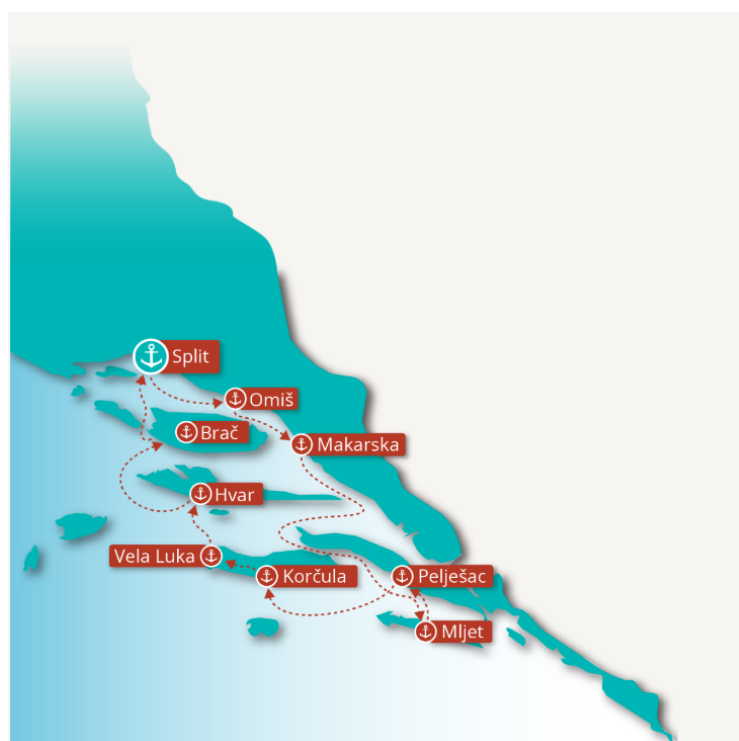 Split
Omiš
Brač
Makarska
Hvar
Vela Luka
Korčula
Pelješac
Mljet